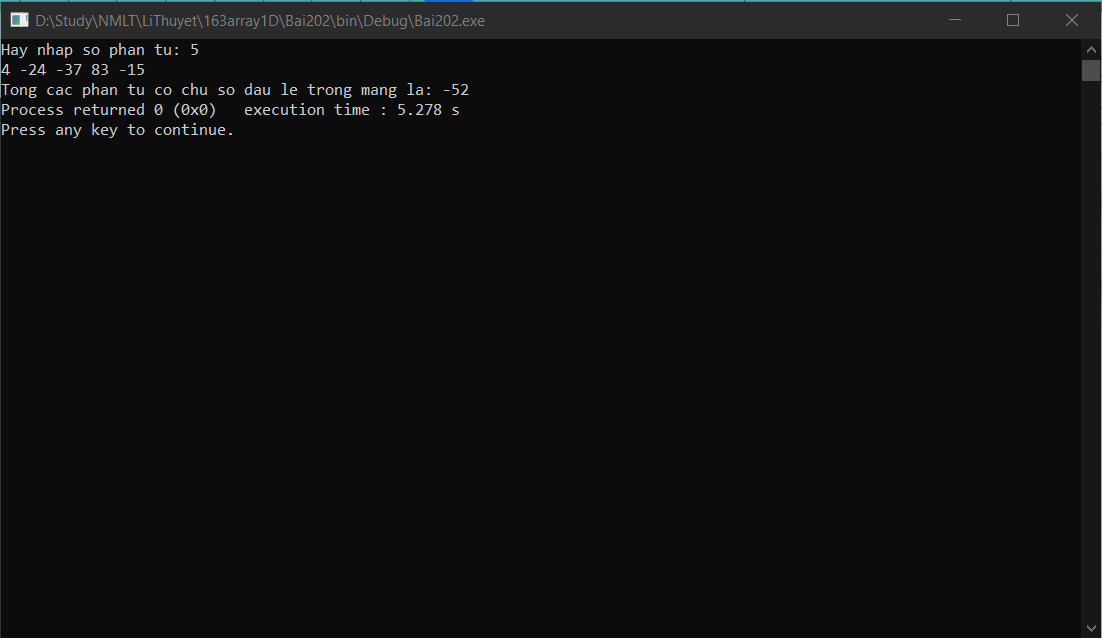 D:\Study\NMLT\LiThuyet\163array1D\Bai202\bin\Debug\Bai202.exe
Hay nhap so phan tu: 5
4 -24 -37 83 -15
Tong cac phan tu co chu so dau le trong mang la: -52
Process returned 0 (0x0)   execution time : 5.278 s
Press any key to continue.